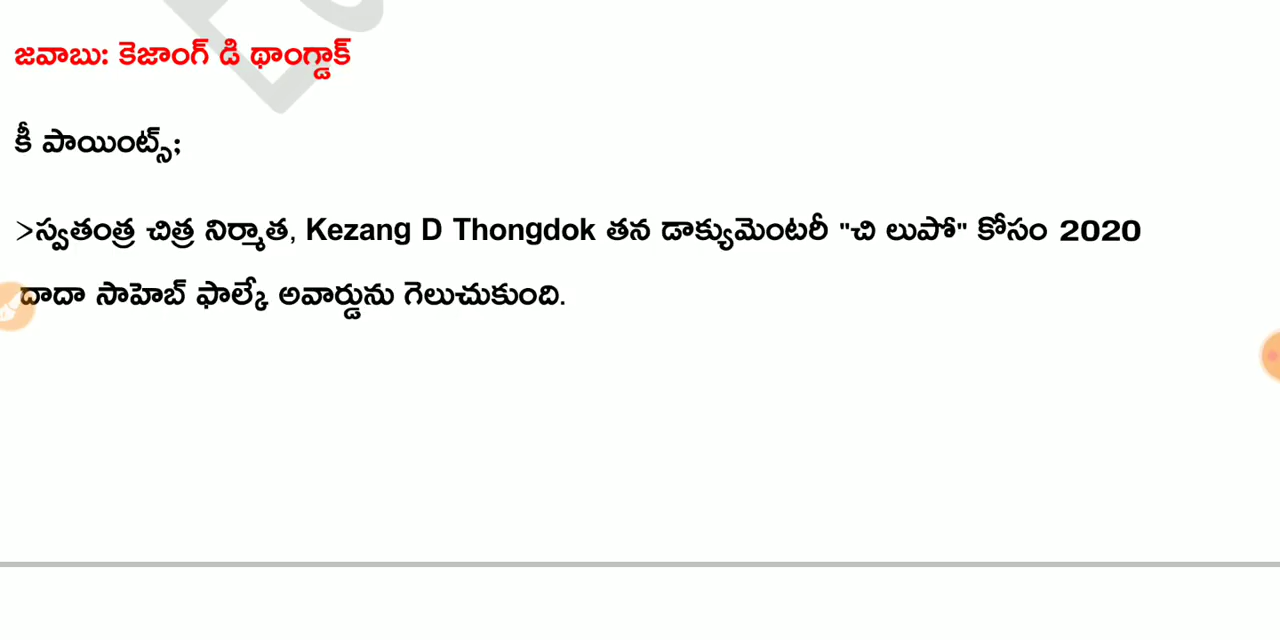 జవాబు: కెజాంగ్ డి థాంగ్డాక్
కీ పాయింట్స్;
>స్వతంత్ర చిత్ర నిర్మాత, Kezang D Thongdok తన డాక్యుమెంటరీ "చి లుపో" కోసం 2020
దాదా సాహెబ్ ఫాల్కే అవార్డును గెలుచుకుంది.